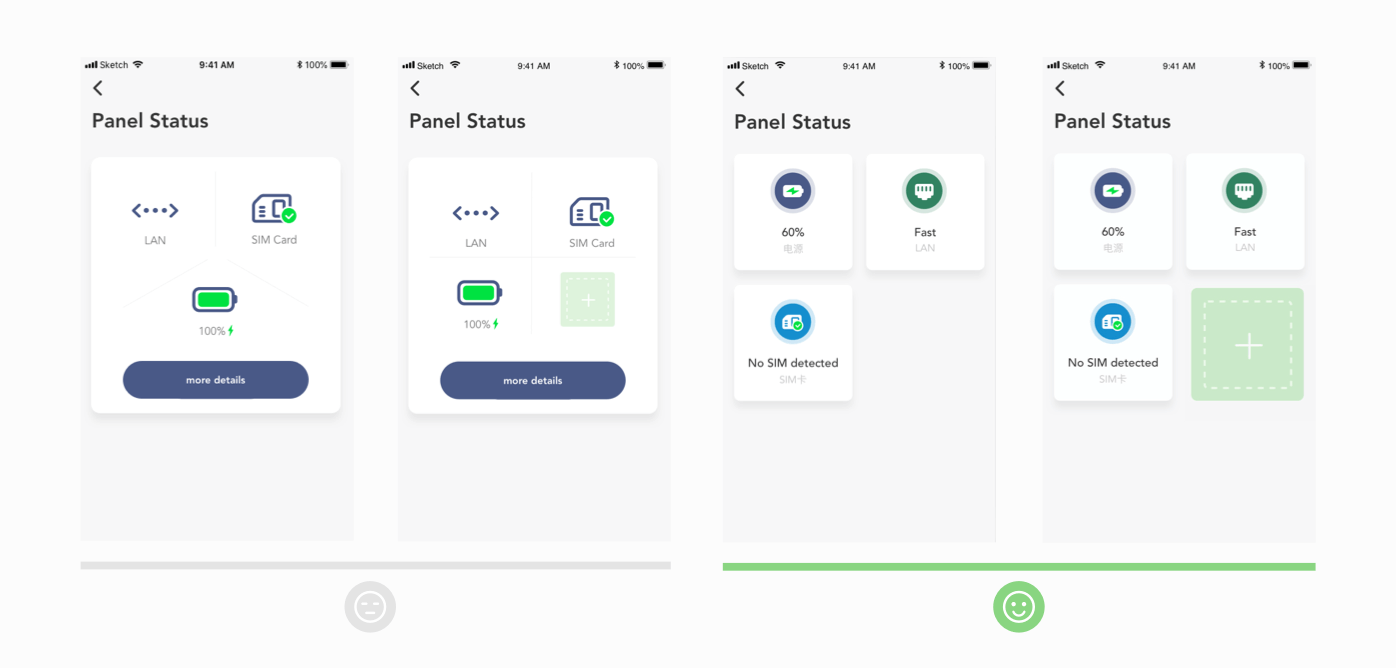 Sketch 9:41 AM 100%
Panel Status
LAN SIM Card
100%
more details
Sketch 9:41 AM 100%
Panel Status
LAN SIM Card
100%
more details
Sketch 9:41 AM 100%
Panel Status
60% Fast
电源 LAN
No SIM detected
SIM卡
Sketch 9:41 AM 100%
Panel Status
60% Fast
电源 LAN
No SIM detected
SIM卡